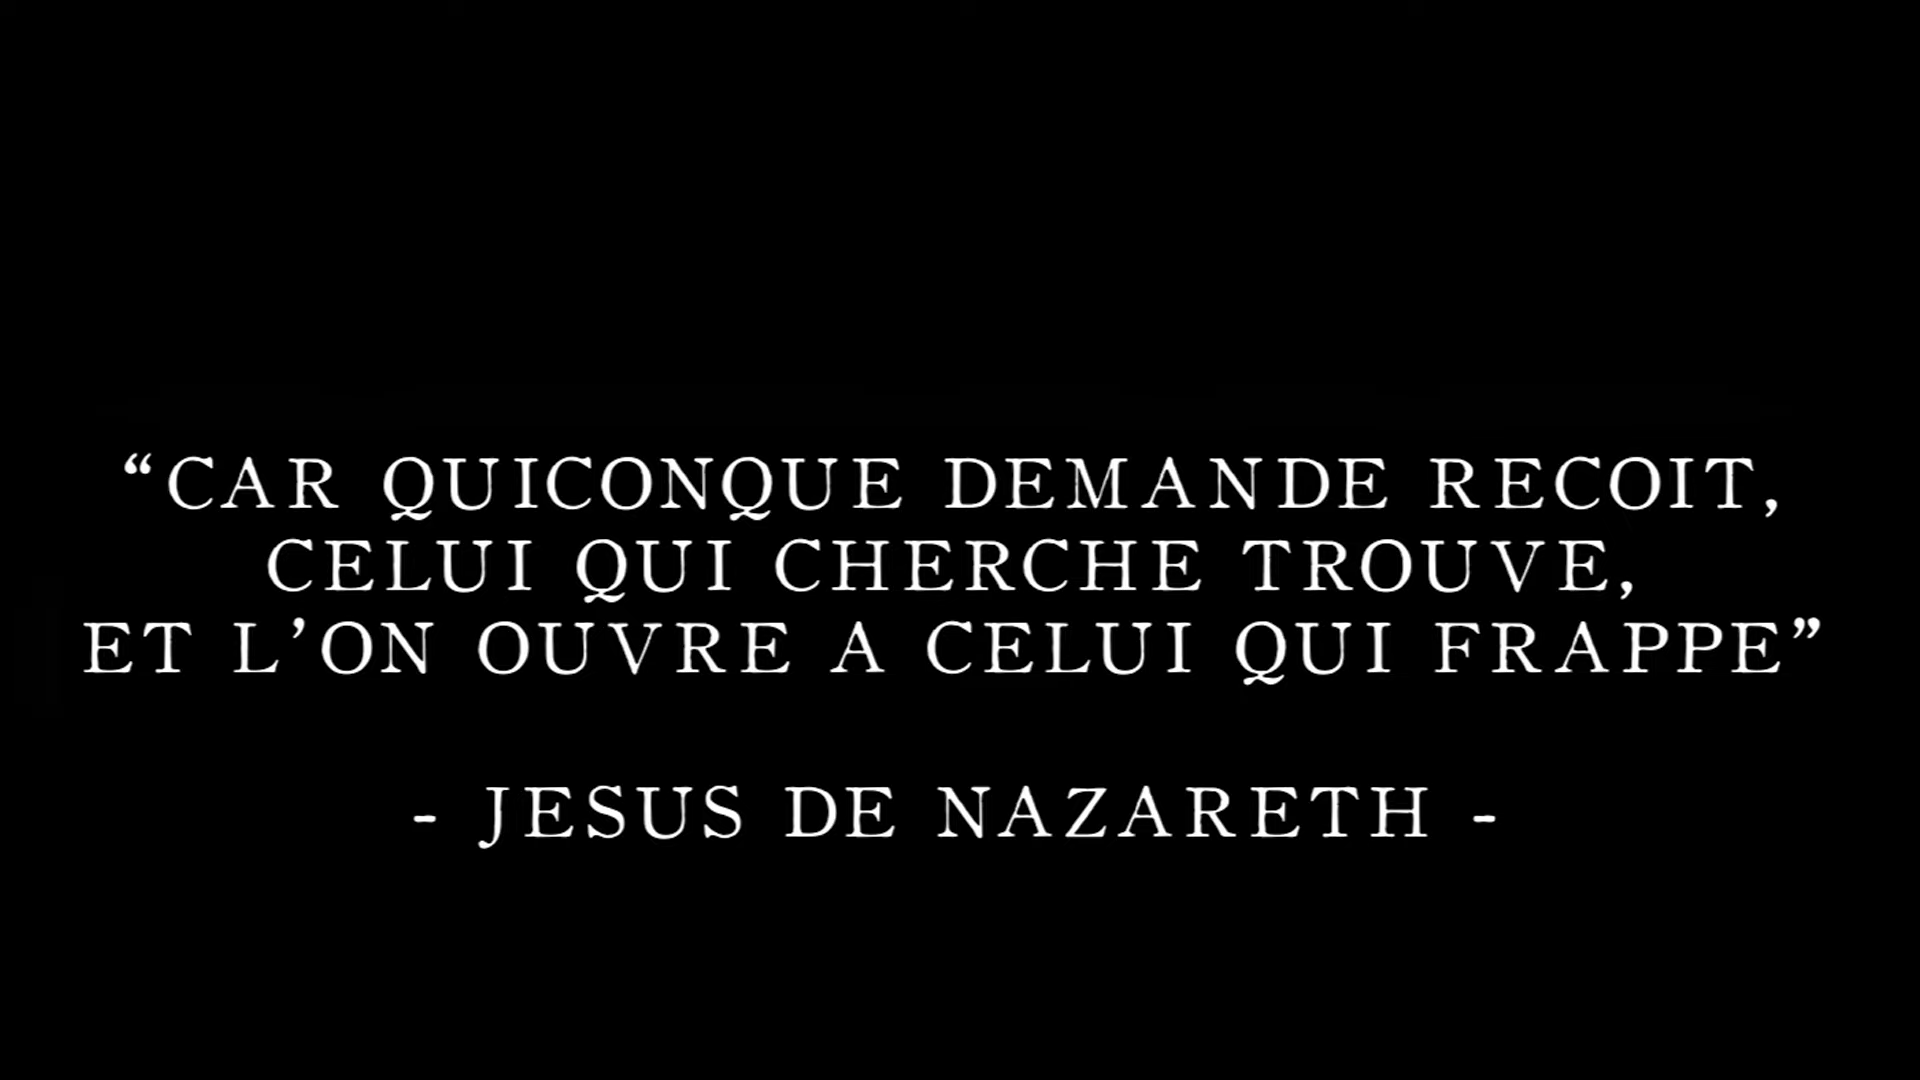 “CAR QUICONQUE DEMANDE RECOIT,
CELUI QUI CHERCHE TROUVE,
ET L’ON OUVRE A CELUI QUI FRAPPE”
- JESUS DE NAZARETH -